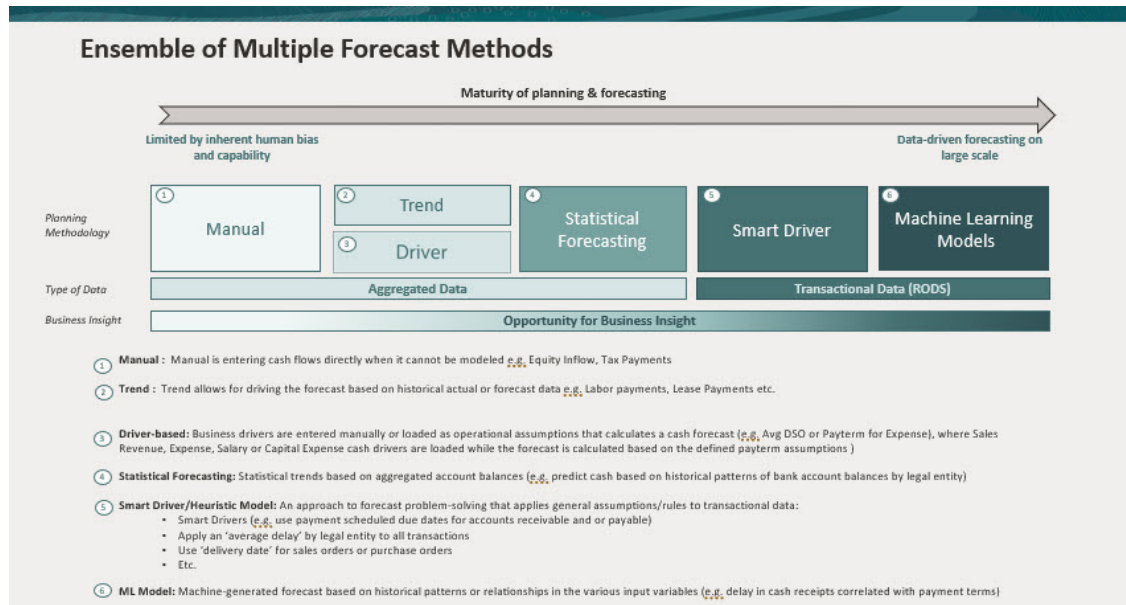 Ensemble of Multiple Forecast Methods
Maturity of planning & forecasting
Limited by inherent human bias
and capability
Data-driven forecasting on
large scale
Planning
Methodology
1
Manual
2
Trend
3
Driver
4
Statistical
Forecasting
5
Smart Driver
6
Machine Learning
Models
Type of Data
Aggregated Data
Transactional Data (RODS)
Business Insight
Opportunity for Business Insight
1 Manual : Manual is entering cash flows directly when it cannot be modeled e.g. Equity Inflow, Tax Payments
2 Trend : Trend allows for driving the forecast based on historical actual or forecast data e.g. Labor payments, Lease Payments etc.
3 Driver-based: Business drivers are entered manually or loaded as operational assumptions that calculates a cash forecast (e.g. Avg DSO or Payterm for Expense), where Sales
Revenue, Expense, Salary or Capital Expense cash drivers are loaded while the forecast is calculated based on the defined payterm assumptions )
4 Statistical Forecasting: Statistical trends based on aggregated account balances (e.g. predict cash based on historical patterns of bank account balances by legal entity)
5 Smart Driver/Heuristic Model: An approach to forecast problem-solving that applies general assumptions/rules to transactional data:
• Smart Drivers (e.g. use payment scheduled due dates for accounts receivable and or payable)
• Apply an 'average delay' by legal entity to all transactions
• Use 'delivery date' for sales orders or purchase orders
• Etc.
6 ML Model: Machine-generated forecast based on historical patterns or relationships in the various input variables (e.g. delay in cash receipts correlated with payment terms)